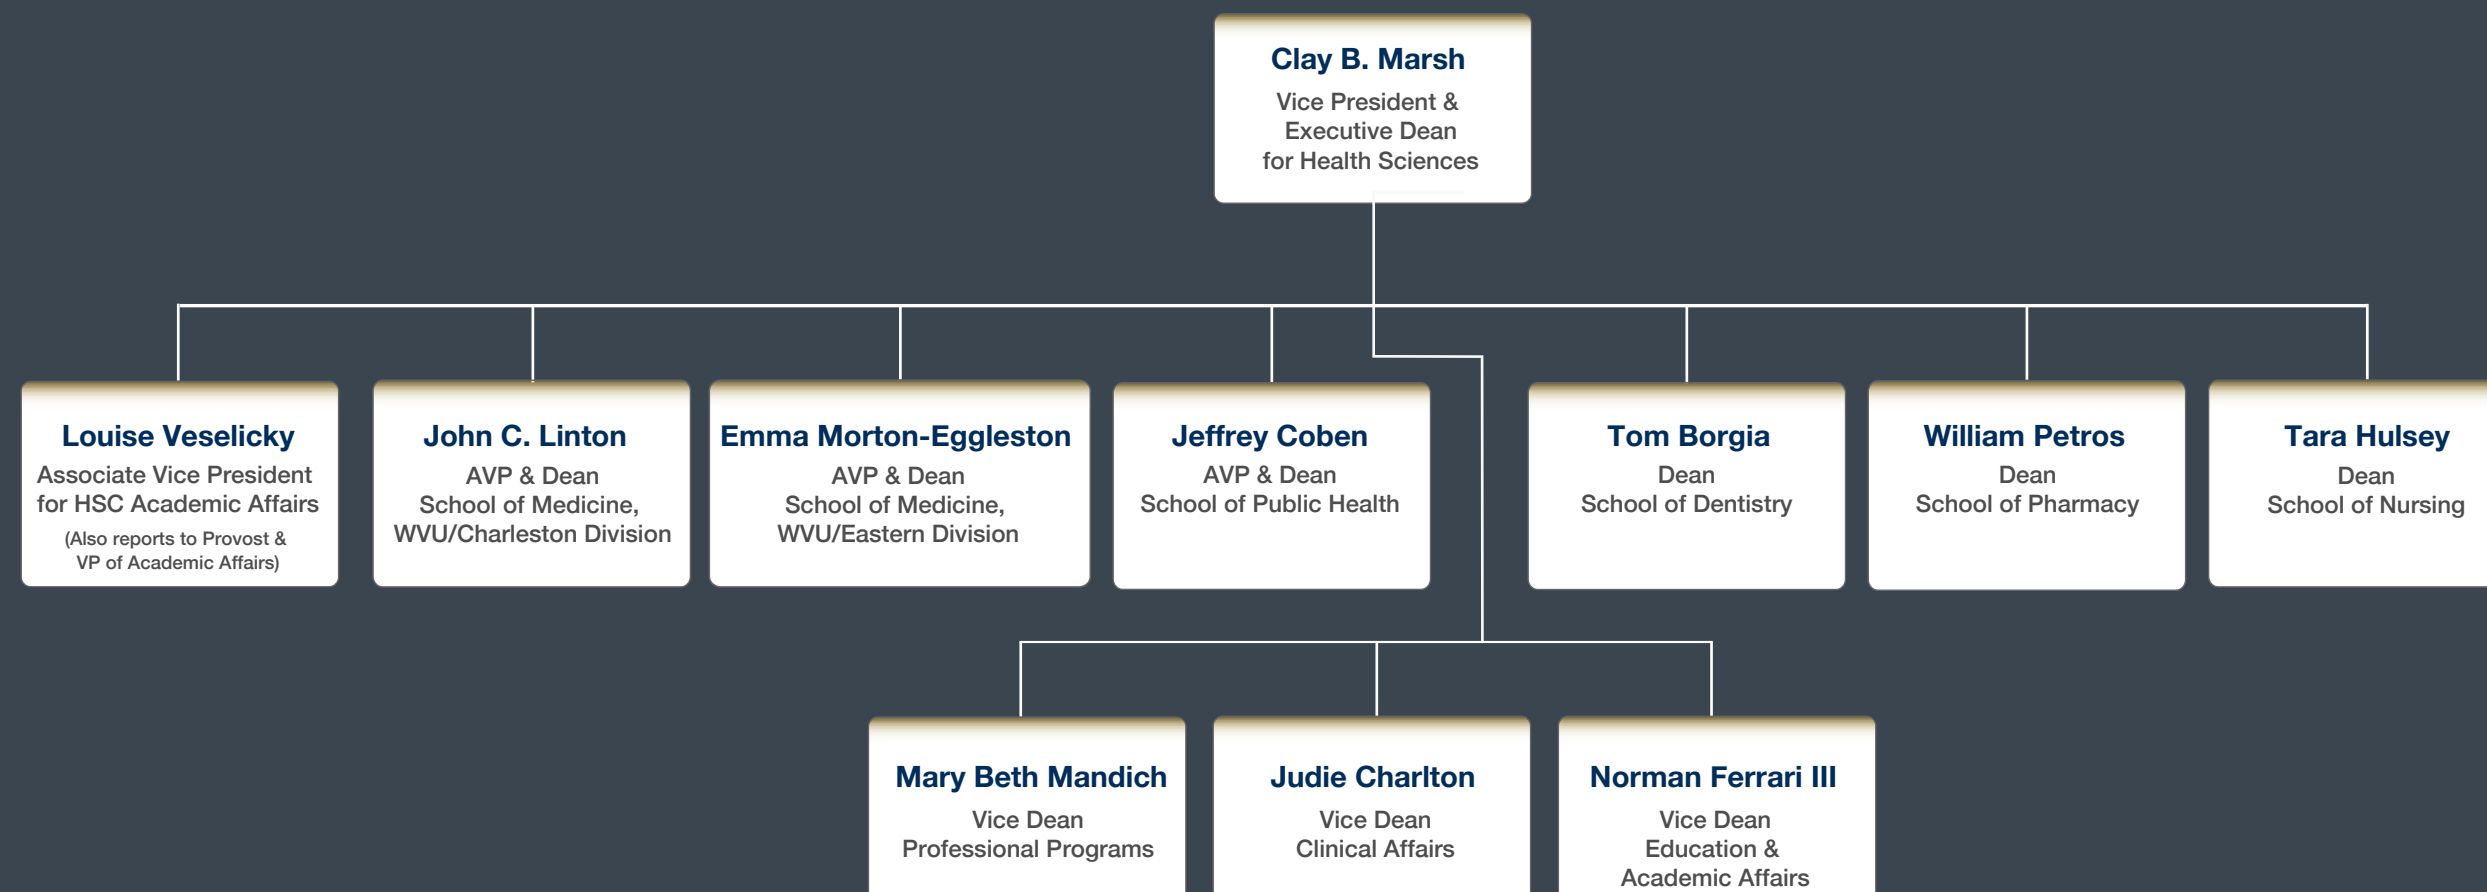 Clay B. Marsh
Vice President &
Executive Dean
for Health Sciences
Louise Veselicky
Associate Vice President
for HSC Academic Affairs
(Also reports to Provost &
VP of Academic Affairs)
John C. Linton
AVP & Dean
School of Medicine,
WVU/Charleston Division
Emma Morton-Eggleston
AVP & Dean
School of Medicine,
WVU/Eastern Division
Jeffrey Coben
AVP & Dean
School of Public Health
Tom Borgia
Dean
School of Dentistry
William Petros
Dean
School of Pharmacy
Tara Hulsey
Dean
School of Nursing
Mary Beth Mandich
Vice Dean
Professional Programs
Judie Charlton
Vice Dean
Clinical Affairs
Norman Ferrari III
Vice Dean
Education &
Academic Affairs